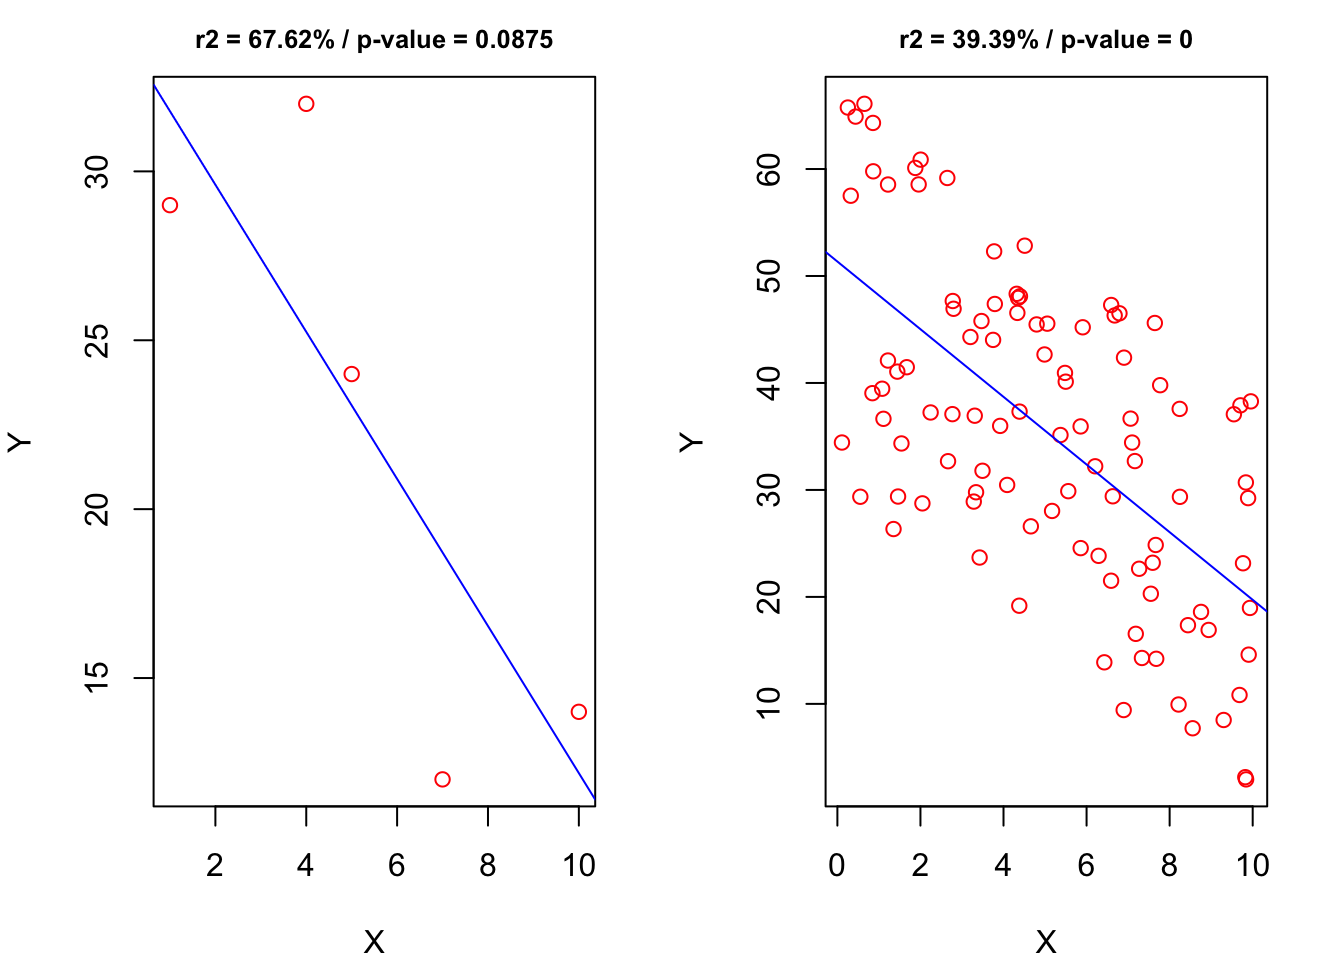 r2 = 67.62% / p-value = 0.0875
30
25
20
15
Y
2 4 6 8 10
X
r2 = 39.39% / p-value = 0
60
50
40
30
20
10
Y
0 2 4 6 8 10
X